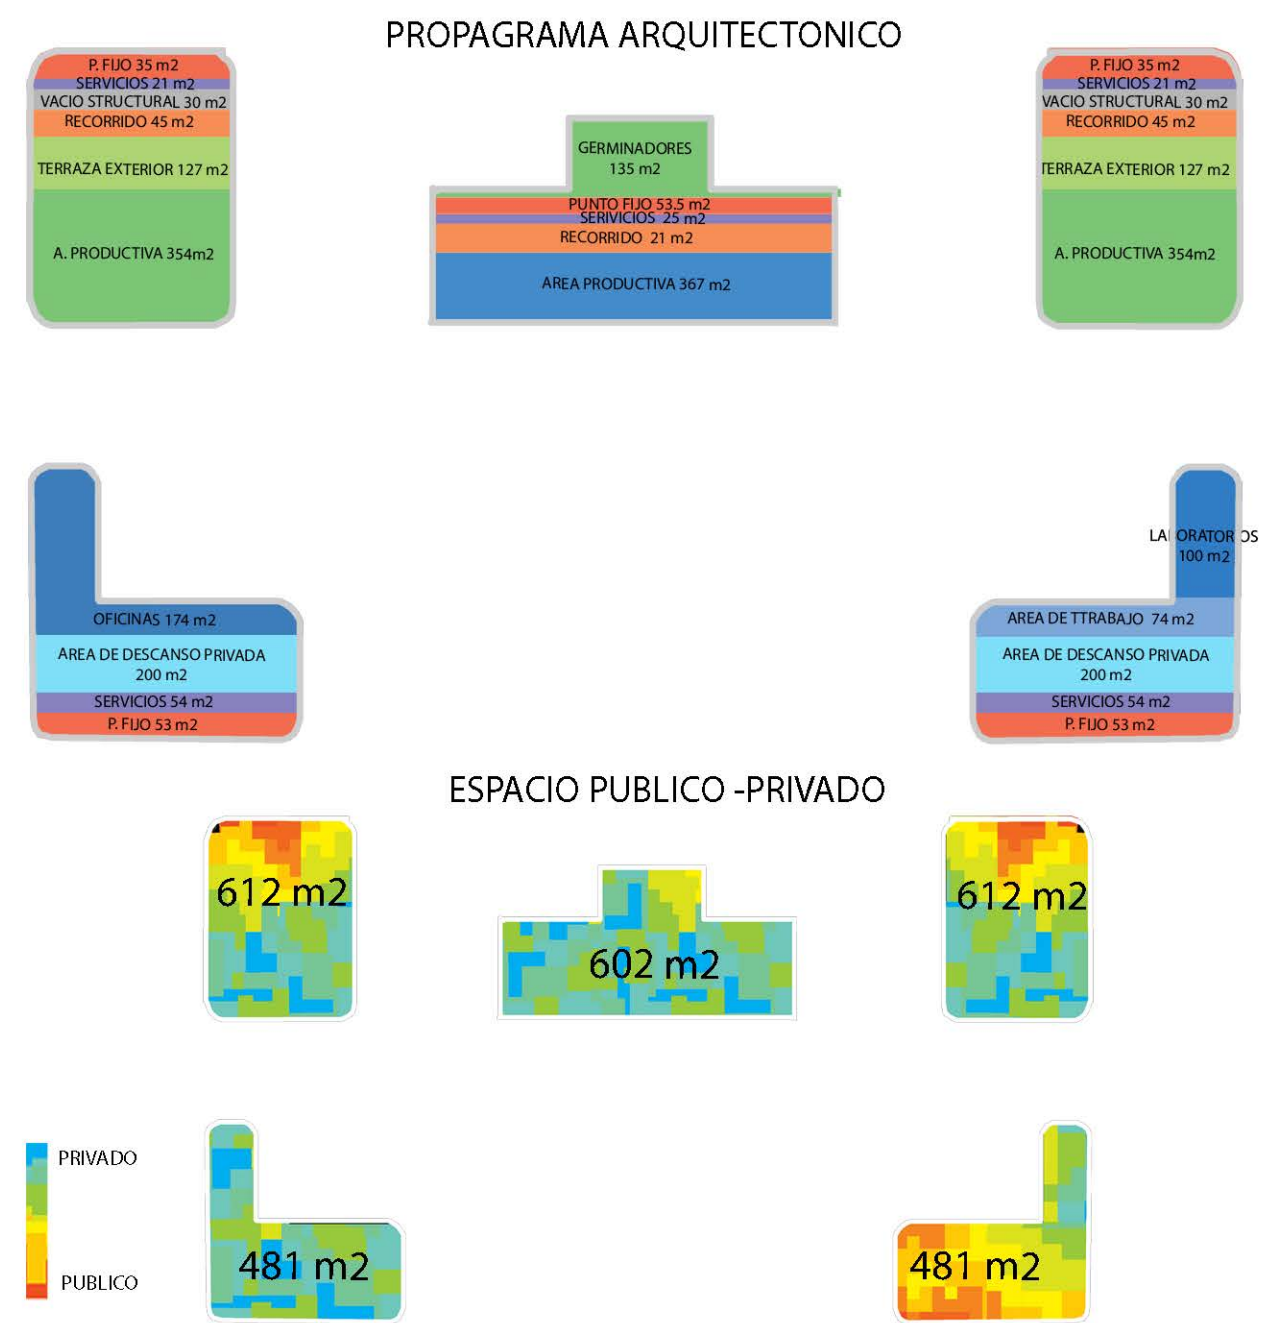 PROPAGRAMA ARQUITECTONICO
P. FIJO 35 m2
SERVICIOS 21 m2
VACIO STRUCTURAL 30 m2
RECORRIDO 45 m2
TERRAZA EXTERIOR 127 m2
A. PRODUCTIVA 354m2
GERMINADORES
135 m2
PUNTO FIJO 53.5 m2
SERIVICIOS 25 m2
RECORRIDO 21 m2
AREA PRODUCTIVA 367 m2
P. FIJO 35 m2
SERVICIOS 21 m2
VACIO STRUCTURAL 30 m2
RECORRIDO 45 m2
TERRAZA EXTERIOR 127 m2
A. PRODUCTIVA 354m2
OFICINAS 174 m2
AREA DE DESCANSO PRIVADA
200 m2
SERVICIOS 54 m2
P. FIJO 53 m2
LABORATORIOS
100 m2
AREA DE TTRABAJO 74 m2
AREA DE DESCANSO PRIVADA
200 m2
SERVICIOS 54 m2
P. FIJO 53 m2
ESPACIO PUBLICO -PRIVADO
612 m2
602 m2
612 m2
PRIVADO
PUBLICO
481 m2
481 m2